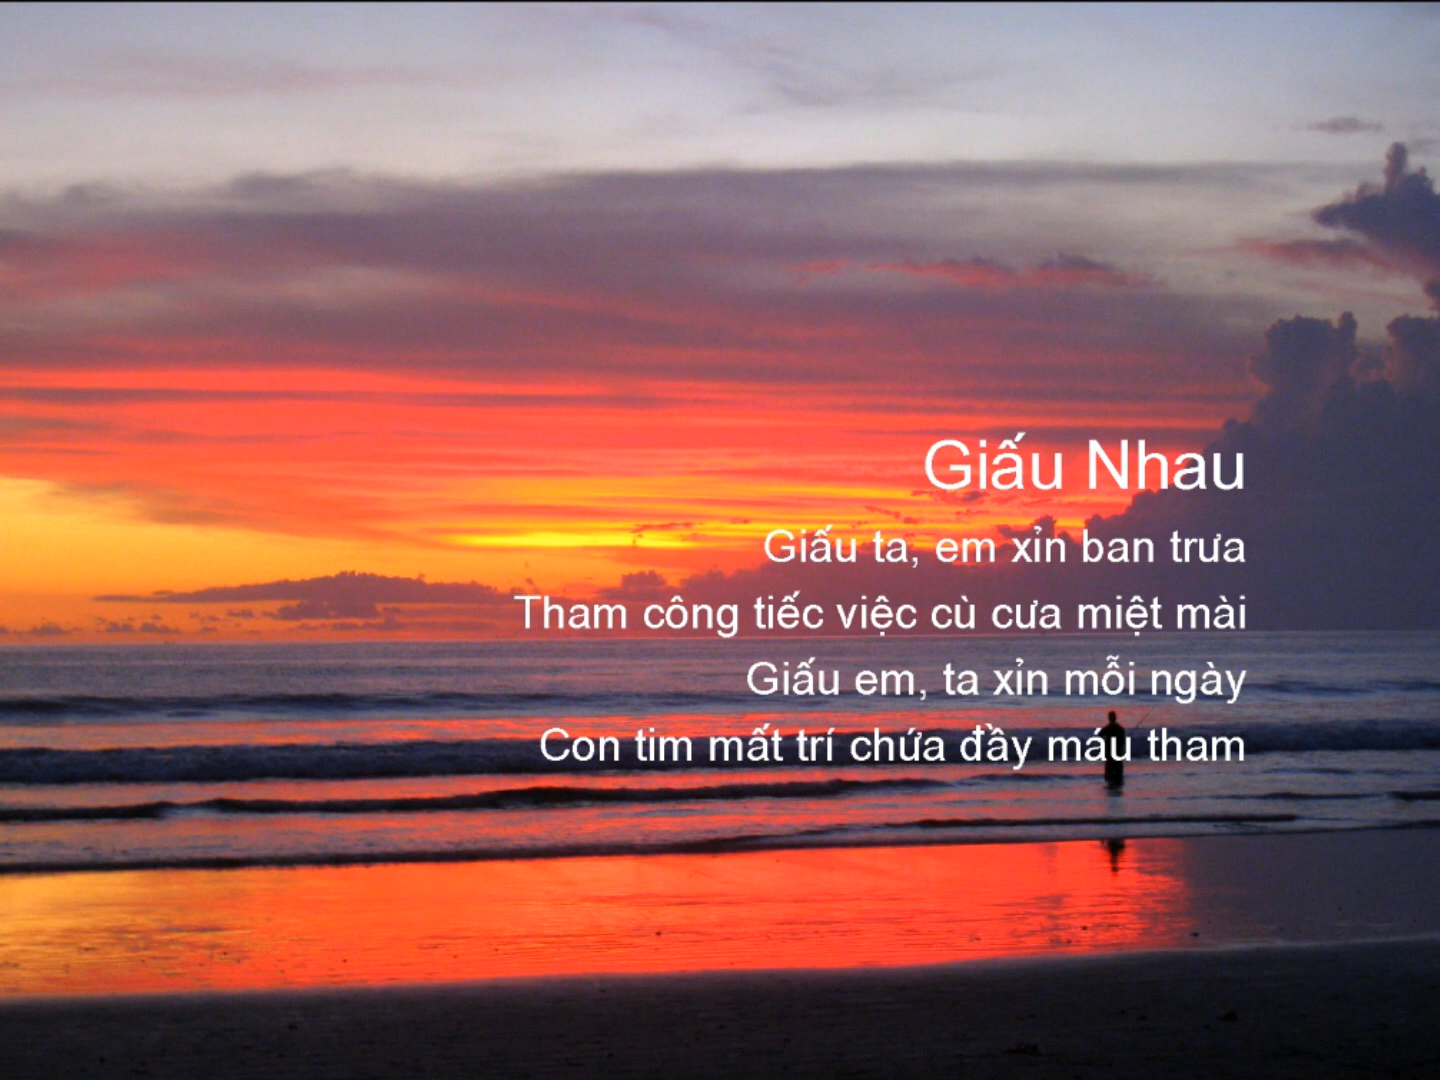 Giấu Nhau
Giấu ta, em xỉn ban trưa
Tham công tiếc việc cù cưa miệt mài
Giấu em, ta xỉn mỗi ngày
Con tim mất trí chứa đầy máu tham